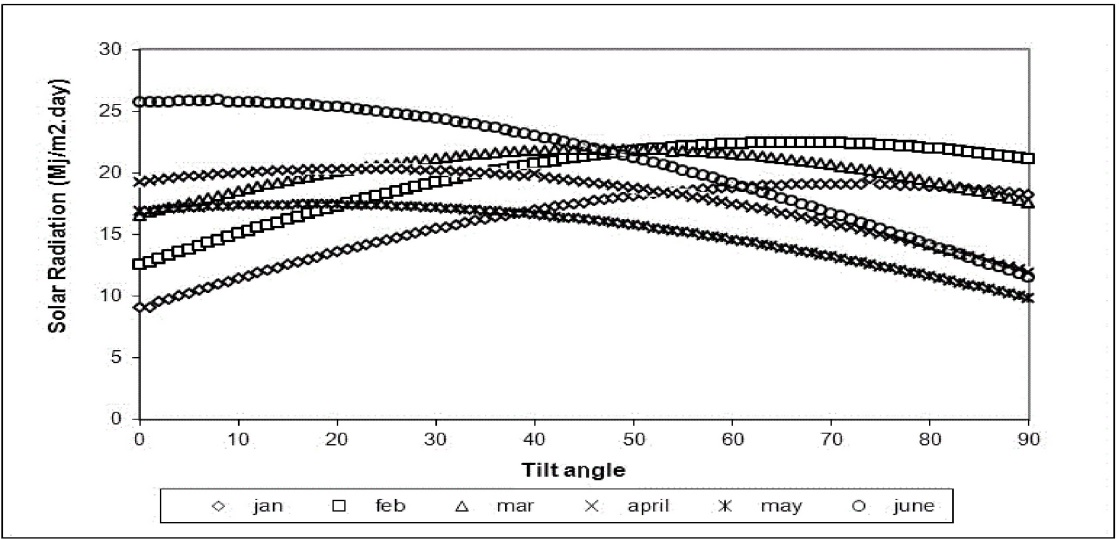 Solar Radiation (Mj/m2.day)
30
25
20
15
10
5
0
0 10 20 30 40 50 60 70 80 90
Tilt angle
jan feb mar april may june